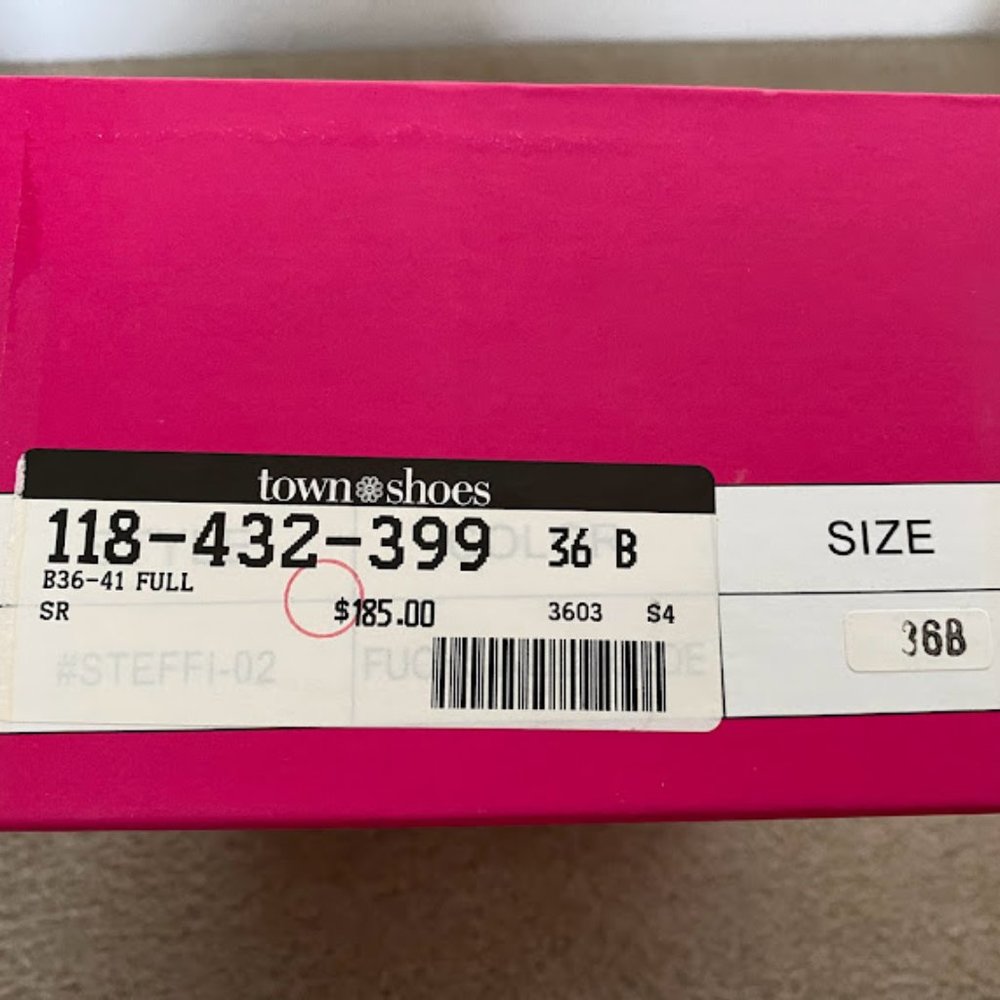 town shoes
118-432-399 36 B
B36-41 FULL
SR $185.00 3603 S4
#STEFFI-02
SIZE
36B